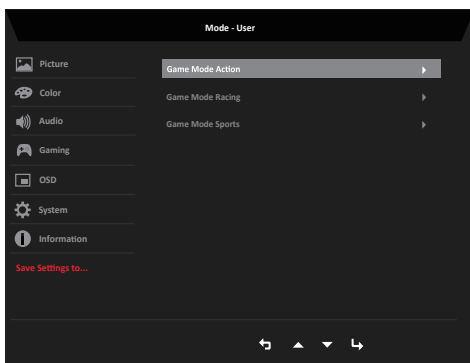 Mode - User
Picture
Color
Audio
Gaming
OSD
System
Information
Save Settings to...
Game Mode Action
Game Mode Racing
Game Mode Sports